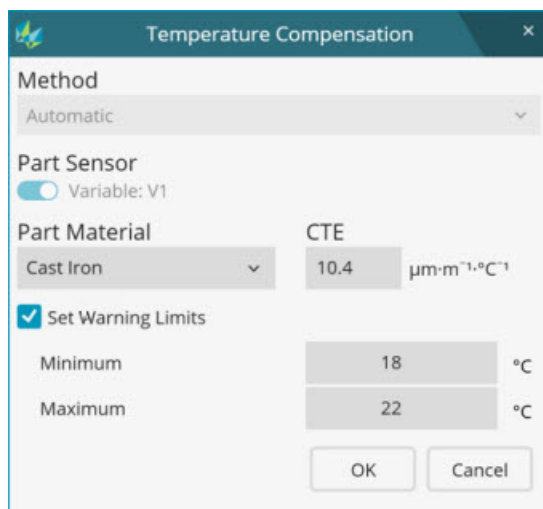 Temperature Compensation
Method
Automatic
Part Sensor
Variable: V1
Part Material CTE
Cast Iron 10.4 μm·m⁻¹·°C⁻¹
Set Warning Limits
Minimum 18 °C
Maximum 22 °C
OK Cancel